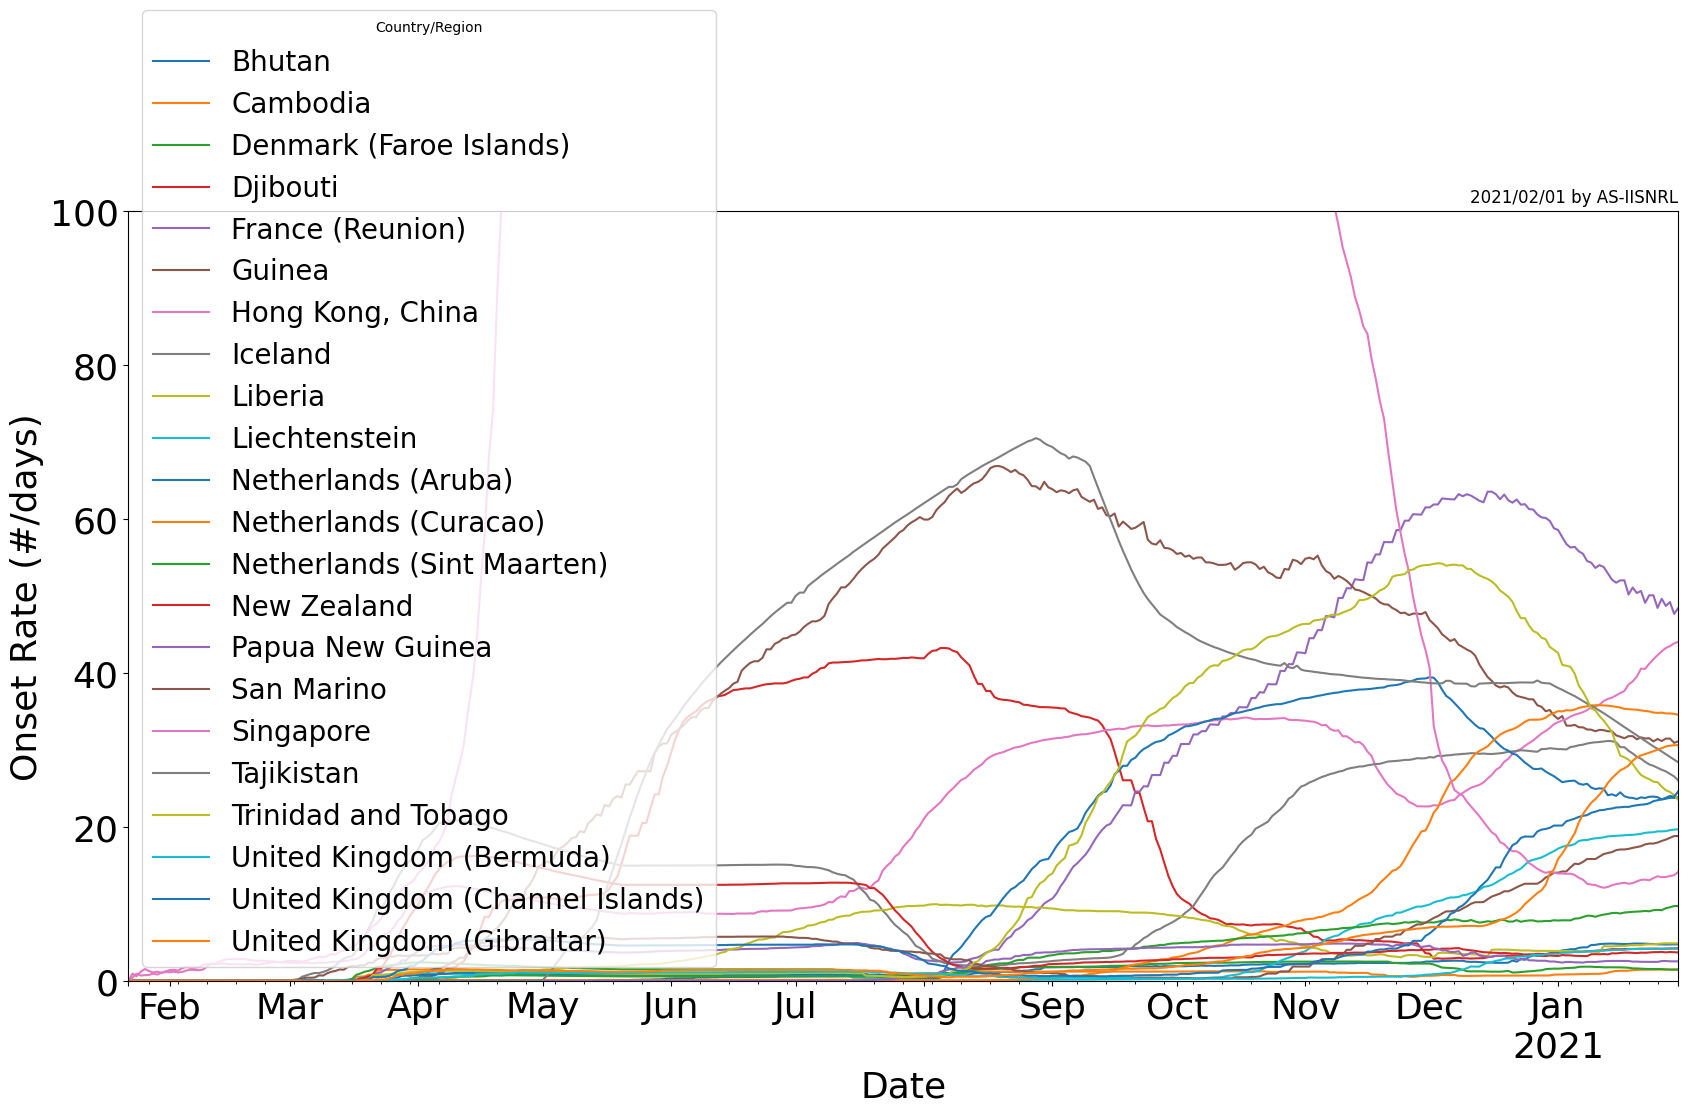 Country/Region
Bhutan
Cambodia
Denmark (Faroe Islands)
Djibouti
France (Reunion)
Guinea
Hong Kong, China
Iceland
Liberia
Liechtenstein
Netherlands (Aruba)
Netherlands (Curacao)
Netherlands (Sint Maarten)
New Zealand
Papua New Guinea
San Marino
Singapore
Tajikistan
Trinidad and Tobago
United Kingdom (Bermuda)
United Kingdom (Channel Islands)
United Kingdom (Gibraltar)
2021/02/01 by AS-IISNRL
100
80
60
40
20
0
Onset Rate (#/days)
Feb Mar Apr May Jun Jul Aug Sep Oct Nov Dec Jan
2021
Date